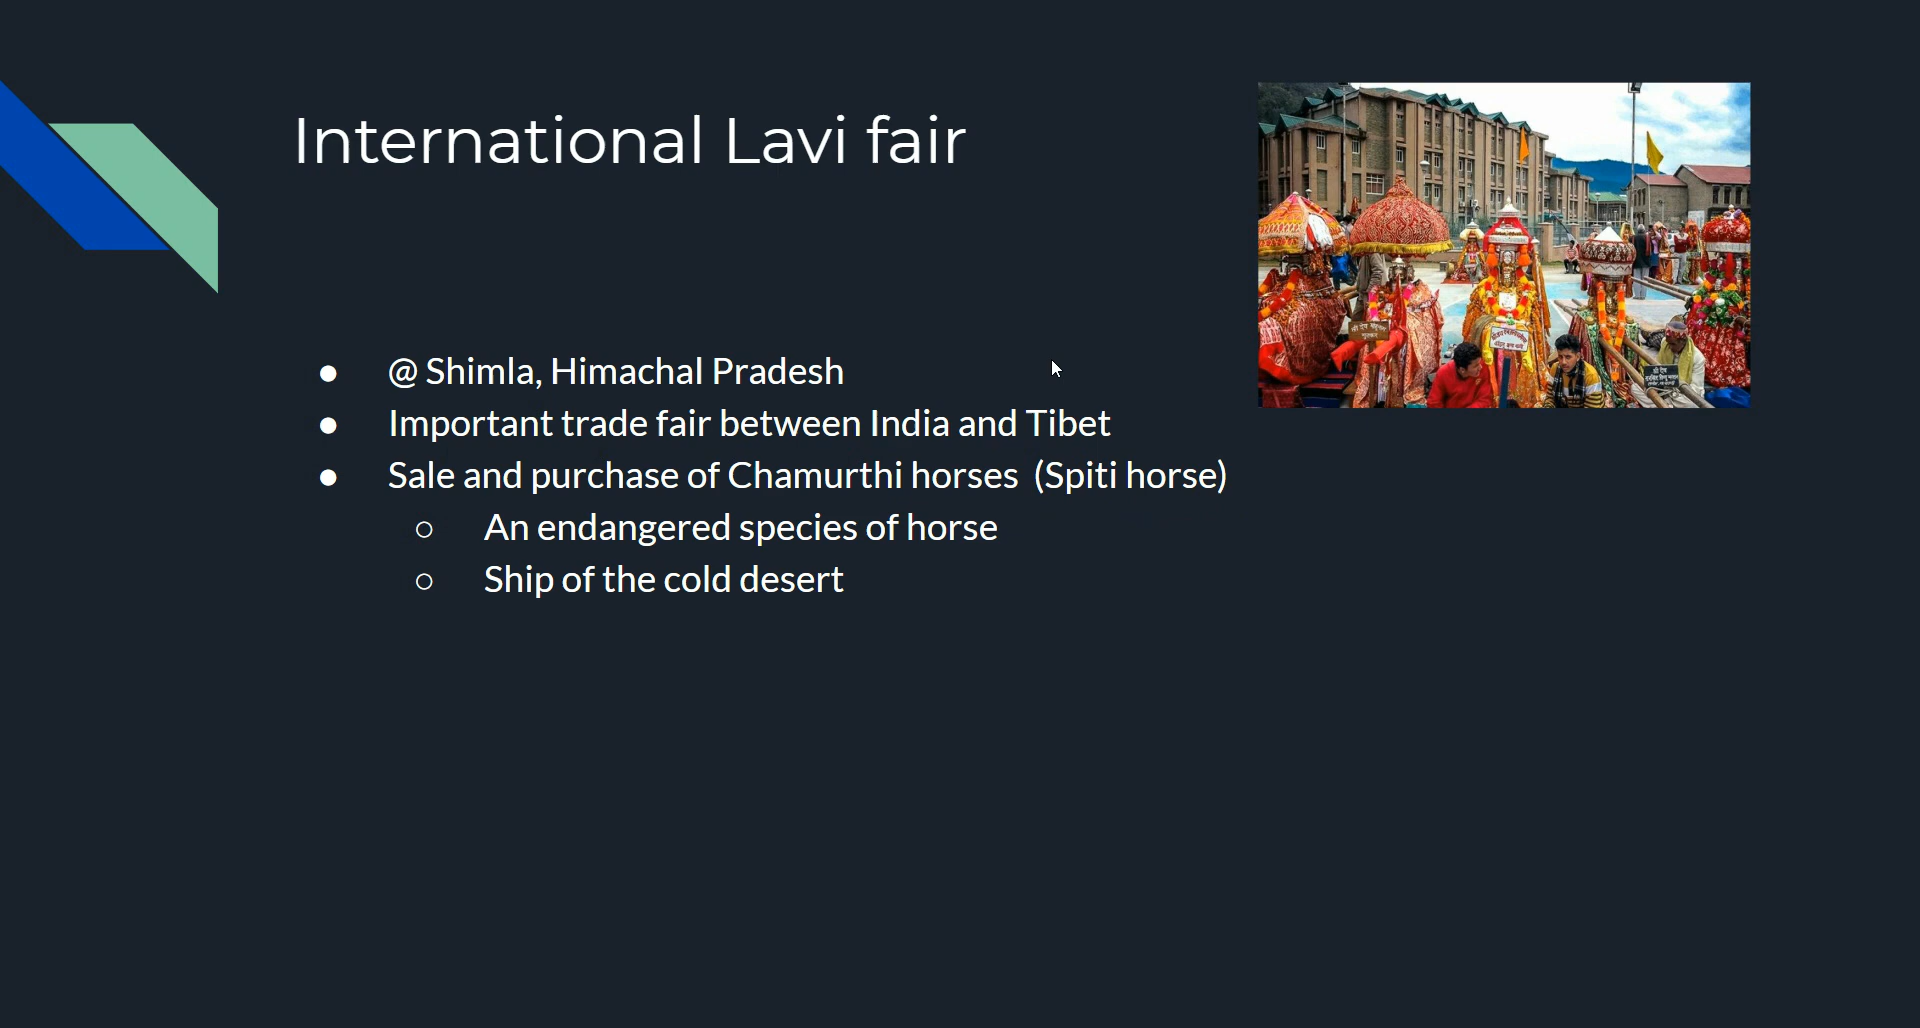 International Lavi fair
● @ Shimla, Himachal Pradesh
● Important trade fair between India and Tibet
● Sale and purchase of Chamurthi horses (Spiti horse)
○ An endangered species of horse
○ Ship of the cold desert
श्री देव